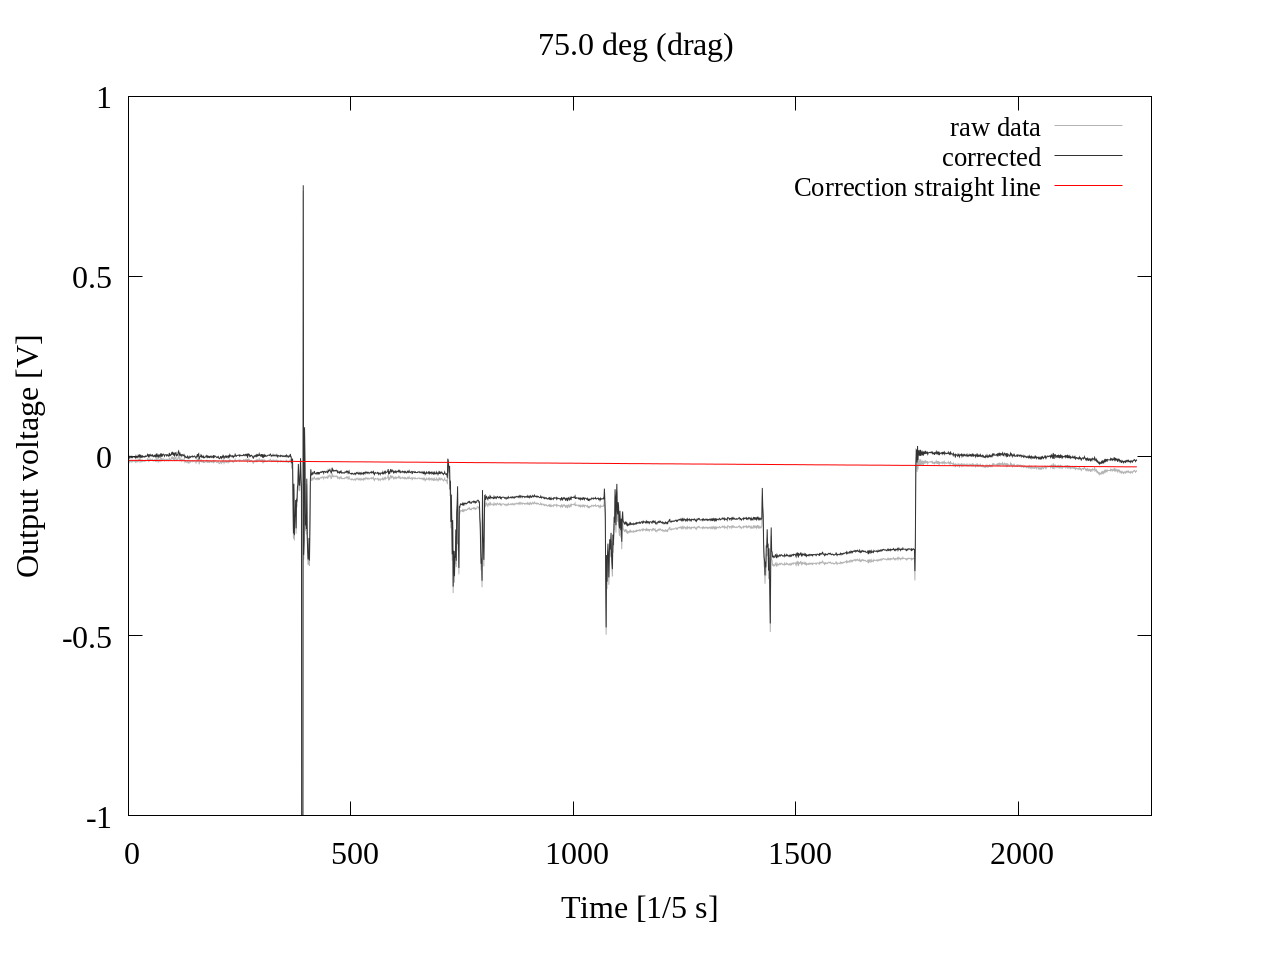 75.0 deg (drag)
1
0.5
0
-0.5
-1
Output voltage [V]
raw data
corrected
Correction straight line
0 500 1000 1500 2000
Time [1/5 s]